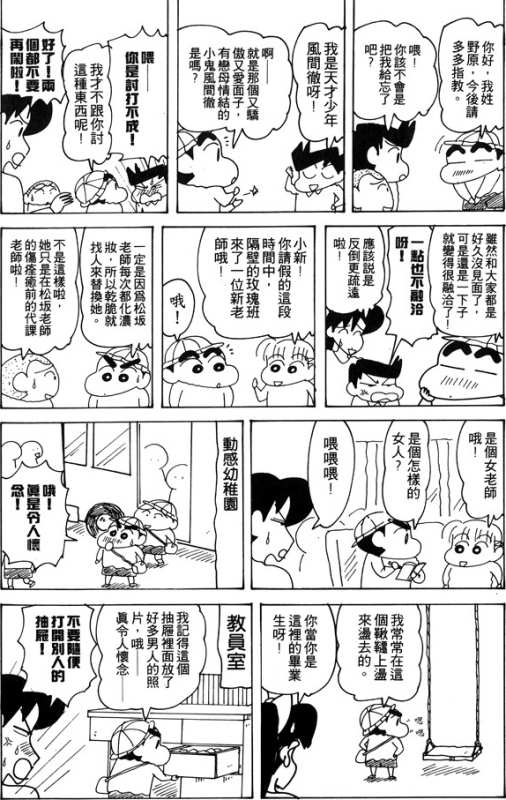 你好,我姓
野原,今後請
多多指教。
喂!
你該不會是
把我給忘了
吧?
我是天才少年
風間徹呀!
啊──
就是那個又驕
傲又愛面子,
有戀母情結的
小鬼風間徹
是嗎?
喂──
你是討打不成!
我才不跟你討
這種東西呢!
好了!兩
個都不要
再鬧啦!
雖然和大家都是
好久沒見面了,
可是還是一下子
就變得很融洽了!
一點也不融洽
呀!
應該說是
反倒更疏遠
啦!
小新!
你請假的這段
時間中,
隔壁的玫瑰班
來了一位新老
師哦!
哦!
一定是因為松坂
老師每次都化濃
妝,所以乾脆就
找人來替換她。
不是這樣啦,
她只是在松坂老師
的傷痊癒前的代課
老師啦!
是個女老師
哦!
是個怎樣的
女人?
喂喂喂!
動感幼稚園
哦!
真是令人懷
念!
我常常在這
個鞦韆上盪
來盪去的。
嗯
嗯
你當你是
這裡的畢業
生呀!
教員室
我記得這個
抽屜裡面放了
好多男人的照
片,哦──
真令人懷念──
不要隨便
打開別人的
抽屜!